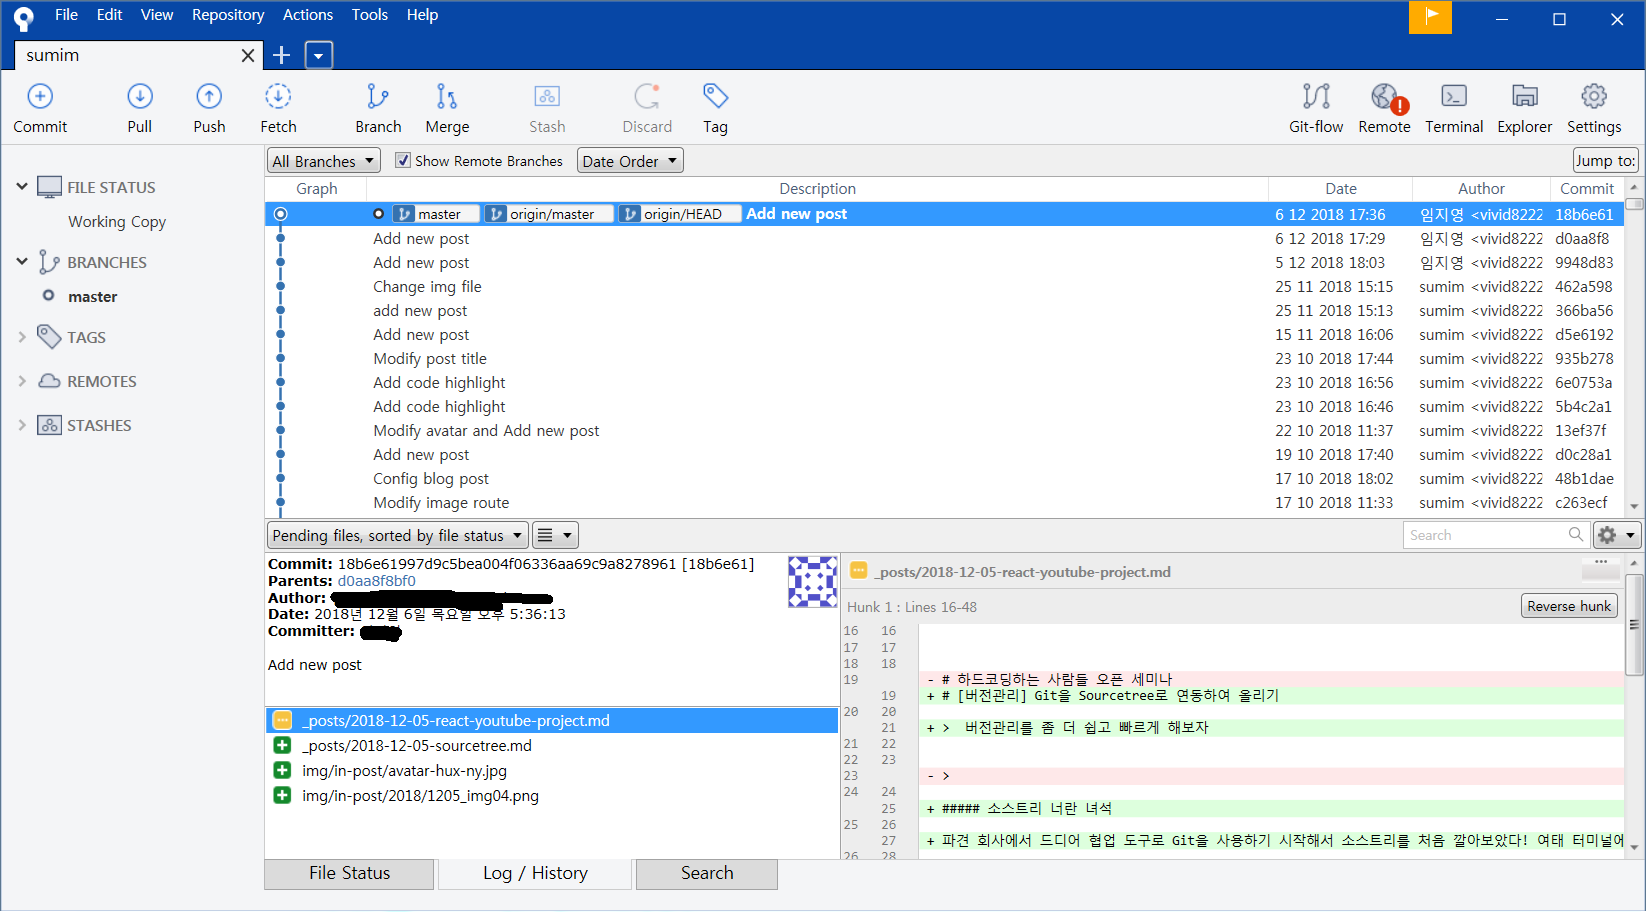 File Edit View Repository Actions Tools Help
sumim
Commit Pull Push Fetch Branch Merge Stash Discard Tag Git-flow Remote Terminal Explorer Settings
FILE STATUS
Working Copy
BRANCHES
master
TAGS
REMOTES
STASHES
All Branches Show Remote Branches Date Order Jump to:
Graph Description Date Author Commit
master origin/master origin/HEAD Add new post 6 12 2018 17:36 임지영 <vivid8222 18b6e61
Add new post 6 12 2018 17:29 임지영 <vivid8222 d0aa8f8
Add new post 5 12 2018 18:03 임지영 <vivid8222 9948d83
Change img file 25 11 2018 15:15 sumim <vivid8222 462a598
add new post 25 11 2018 15:13 sumim <vivid8222 366ba56
Add new post 15 11 2018 16:06 sumim <vivid8222 d5e6192
Modify post title 23 10 2018 17:44 sumim <vivid8222 935b278
Add code highlight 23 10 2018 16:56 sumim <vivid8222 6e0753a
Add code highlight 23 10 2018 16:46 sumim <vivid8222 5b4c2a1
Modify avatar and Add new post 22 10 2018 11:37 sumim <vivid8222 13ef37f
Add new post 19 10 2018 17:40 sumim <vivid8222 d0c28a1
Config blog post 17 10 2018 18:02 sumim <vivid8222 48b1dae
Modify image route 17 10 2018 11:33 sumim <vivid8222 c263ecf
Pending files, sorted by file status Search
Commit: 18b6e61997d9c5bea004f06336aa69c9a8278961 [18b6e61]
Parents: d0aa8f8bf0
Author:
Date: 2018년 12월 6일 목요일 오후 5:36:13
Committer:
Add new post
_posts/2018-12-05-react-youtube-project.md
_posts/2018-12-05-sourcetree.md
img/in-post/avatar-hux-ny.jpg
img/in-post/2018/1205_img04.png
_posts/2018-12-05-react-youtube-project.md
Hunk 1 : Lines 16-48 Reverse hunk
16 16
17 17
18 18
19 - # 하드코딩하는 사람들 오픈 세미나
19 + # [버전관리] Git을 Sourcetree로 연동하여 올리기
20 20
21 + > 버전관리를 좀 더 쉽고 빠르게 해보자
21 22
22 23
23 - >
24 24
25 + ##### 소스트리 너란 녀석
25 26
27 + 파견 회사에서 드디어 협업 도구로 Git을 사용하기 시작해서 소스트리를 처음 깔아보았다! 여태 터미널에
26 28
File Status Log / History Search